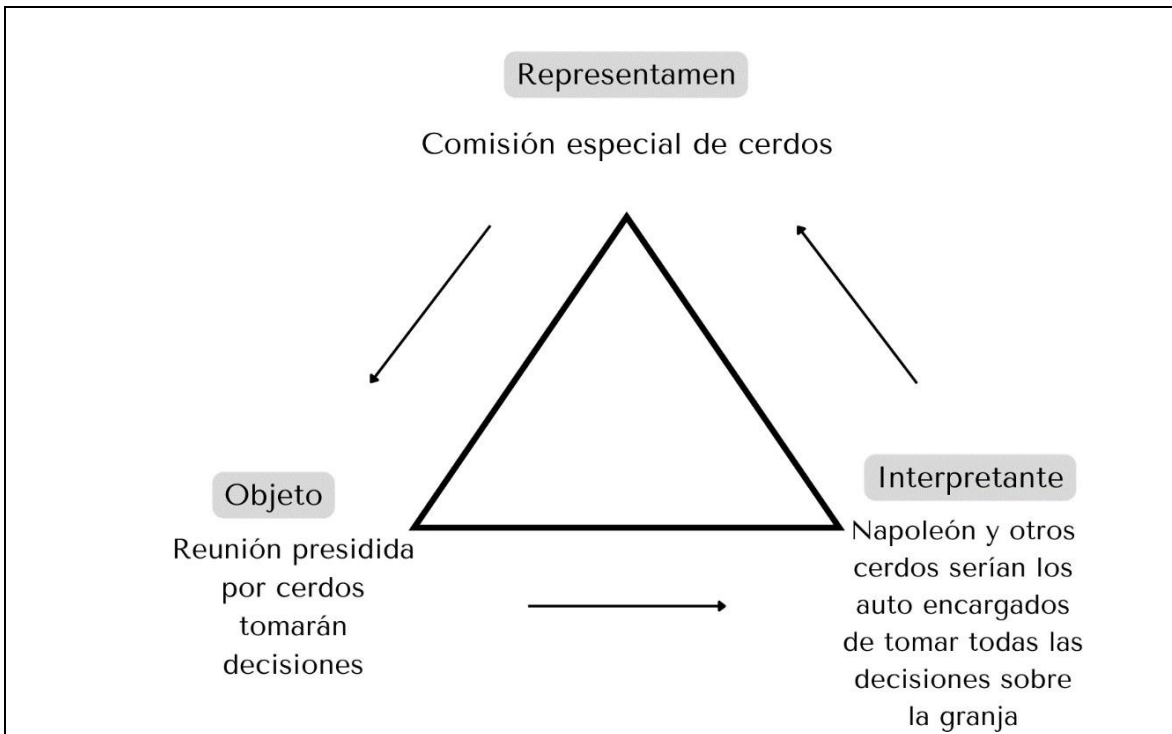 Representamen
Comisión especial de cerdos
Objeto
Reunión presidida
por cerdos
tomarán
decisiones
Interpretante
Napoleón y otros
cerdos serían los
auto encargados
de tomar todas las
decisiones sobre
la granja